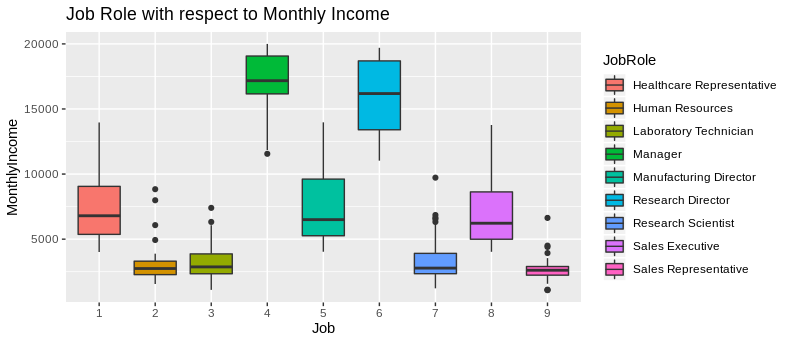 Job Role with respect to Monthly Income
MonthlyIncome
20000
15000
10000
5000
1 2 3 4 5 6 7 8 9
Job
JobRole
Healthcare Representative
Human Resources
Laboratory Technician
Manager
Manufacturing Director
Research Director
Research Scientist
Sales Executive
Sales Representative